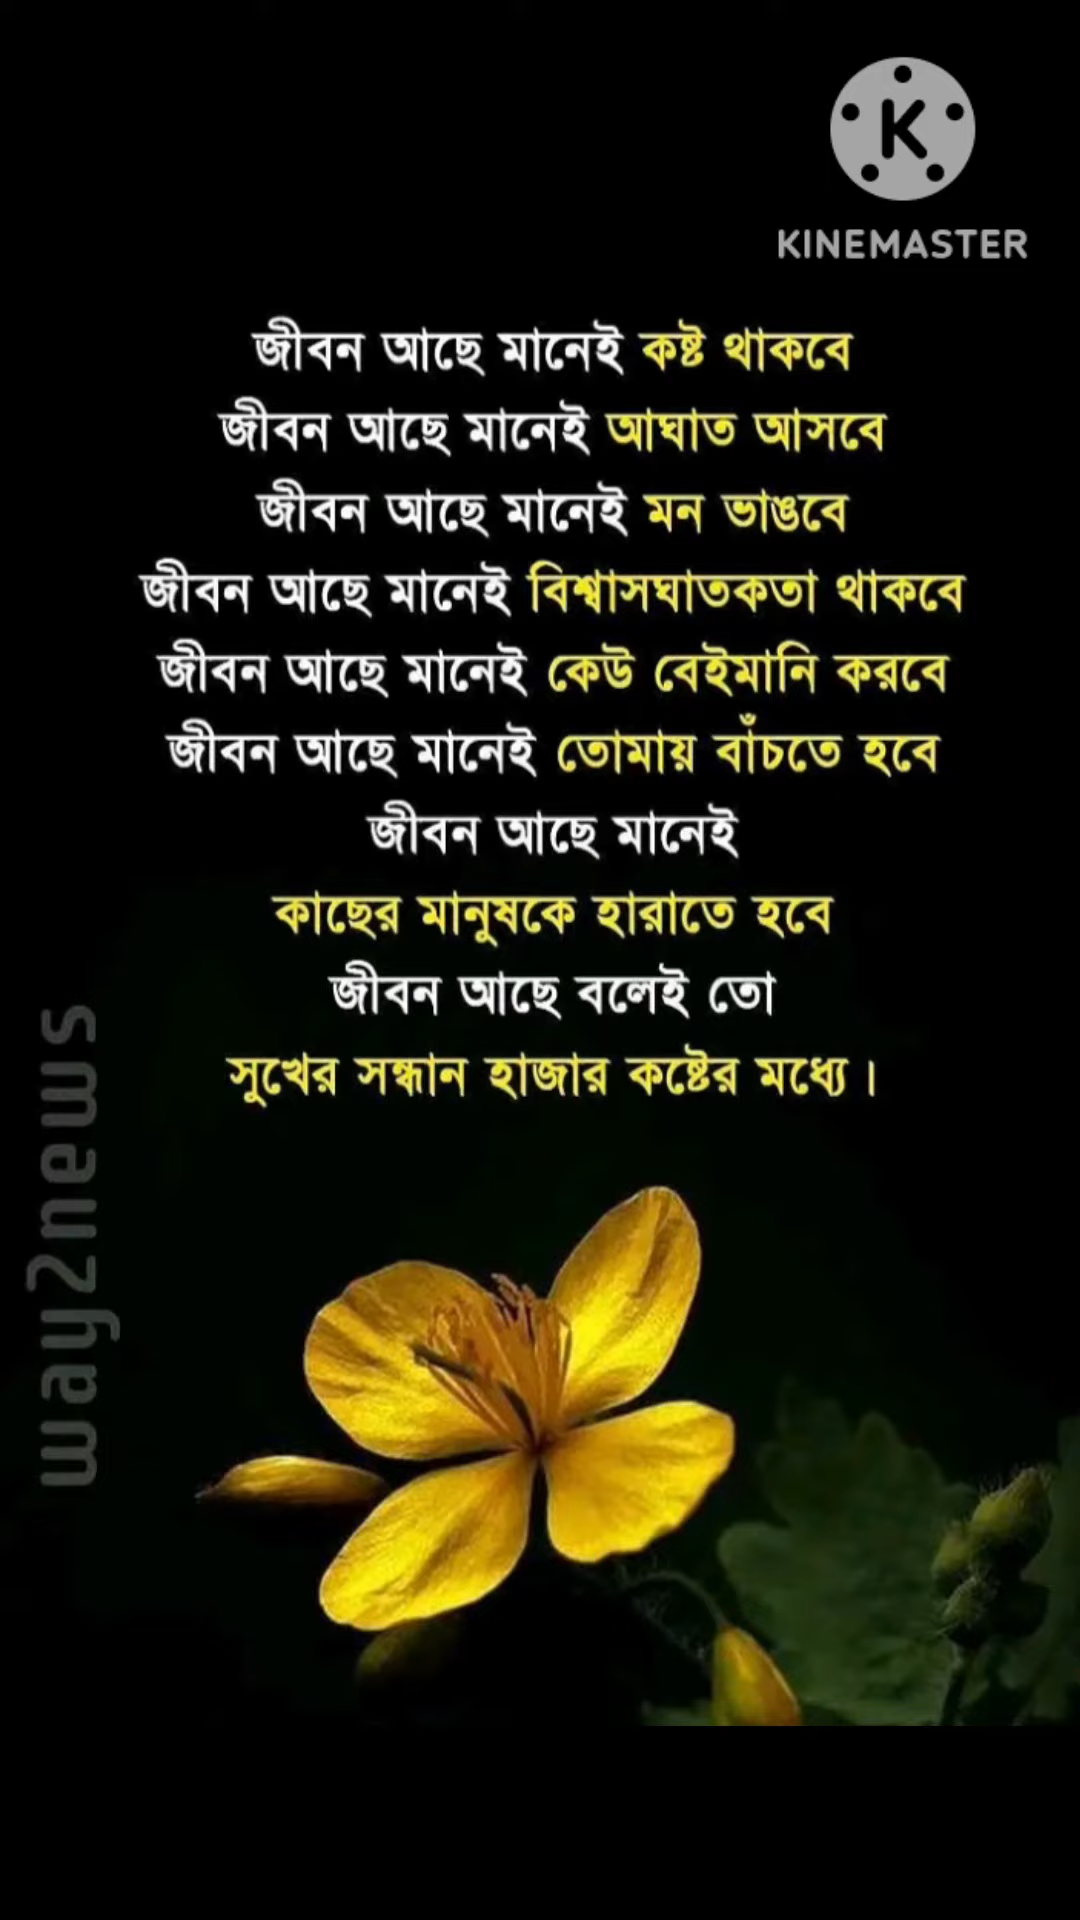 KINEMASTER
জীবন আছে মানেই কষ্ট থাকবে
জীবন আছে মানেই আঘাত আসবে
জীবন আছে মানেই মন ভাঙবে
জীবন আছে মানেই বিশ্বাসঘাতকতা থাকবে
জীবন আছে মানেই কেউ বেইমানি করবে
জীবন আছে মানেই তোমায় বাঁচতে হবে
জীবন আছে মানেই
কাছের মানুষকে হারাতে হবে
জীবন আছে বলেই তো
সুখের সন্ধান হাজার কষ্টের মধ্যে।
way2news